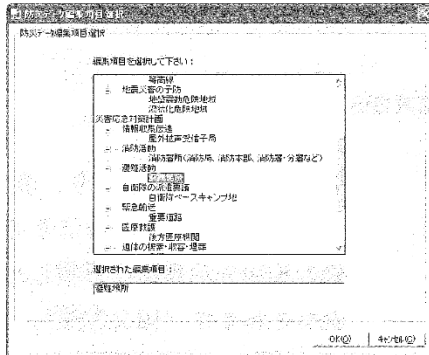 防災データ編集項目選択
防災データ編集項目選択
編集項目を選択して下さい：
等高線
地震災害の予防
地盤震動危険地域
液状化危険地域
災害応急対策計画
情報収集伝達
屋外拡声受信子局
消防活動
消防署所(消防局、消防本部、消防署・分署など)
避難活動
避難場所
自衛隊の派遣要請
自衛隊ベースキャンプ地
緊急輸送
重要道路
医療救護
後方医療機関
遺体の捜索・収容・埋葬
選択された編集項目：
避難場所
OK(O)
キャンセル(C)